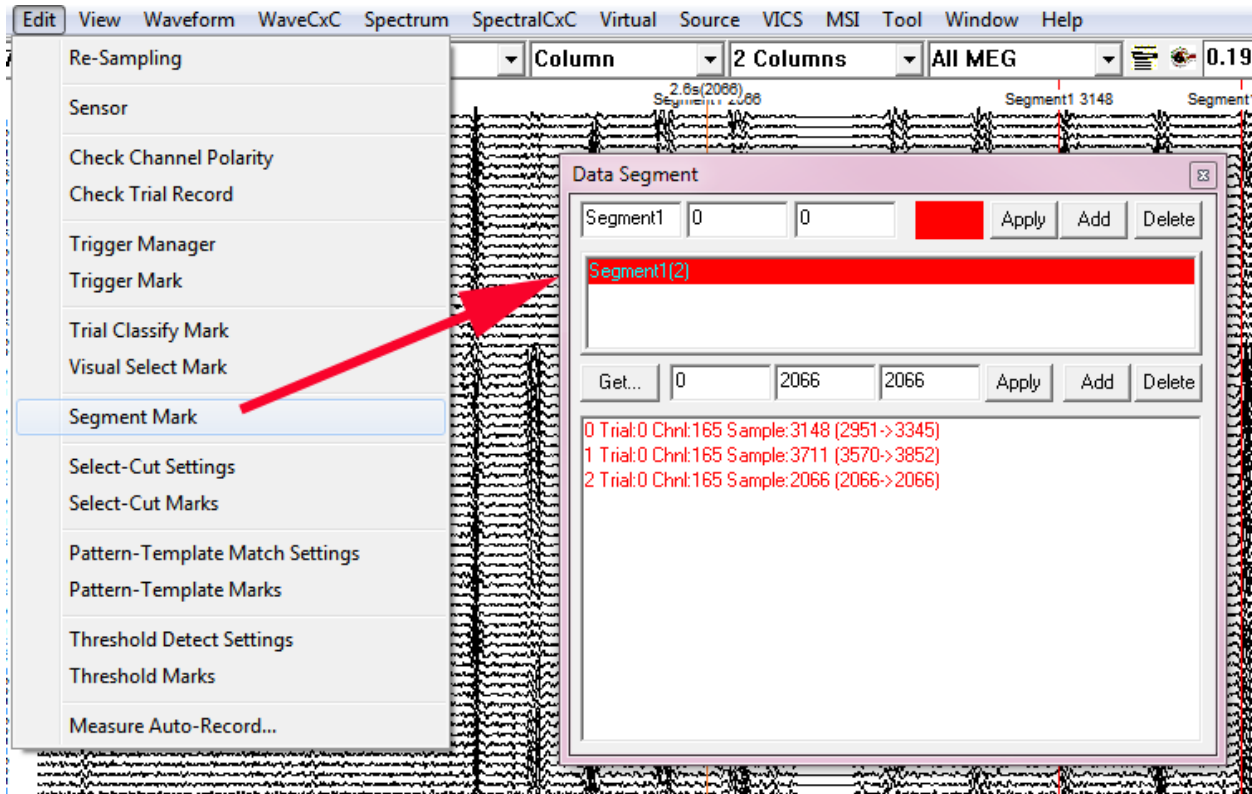 Edit View Waveform WaveCxC Spectrum SpectralCxC Virtual Source VICS MSI Tool Window Help
Column 2 Columns All MEG 0.19
2.6s(2066)
Segment1 2066 Segment1 3148 Segment
Re-Sampling
Sensor
Check Channel Polarity
Check Trial Record
Trigger Manager
Trigger Mark
Trial Classify Mark
Visual Select Mark
Segment Mark
Select-Cut Settings
Select-Cut Marks
Pattern-Template Match Settings
Pattern-Template Marks
Threshold Detect Settings
Threshold Marks
Measure Auto-Record...
Data Segment
Segment1 0 0 Apply Add Delete
Segment1(2)
Get... 0 2066 2066 Apply Add Delete
0 Trial:0 Chnl:165 Sample:3148 (2951->3345)
1 Trial:0 Chnl:165 Sample:3711 (3570->3852)
2 Trial:0 Chnl:165 Sample:2066 (2066->2066)